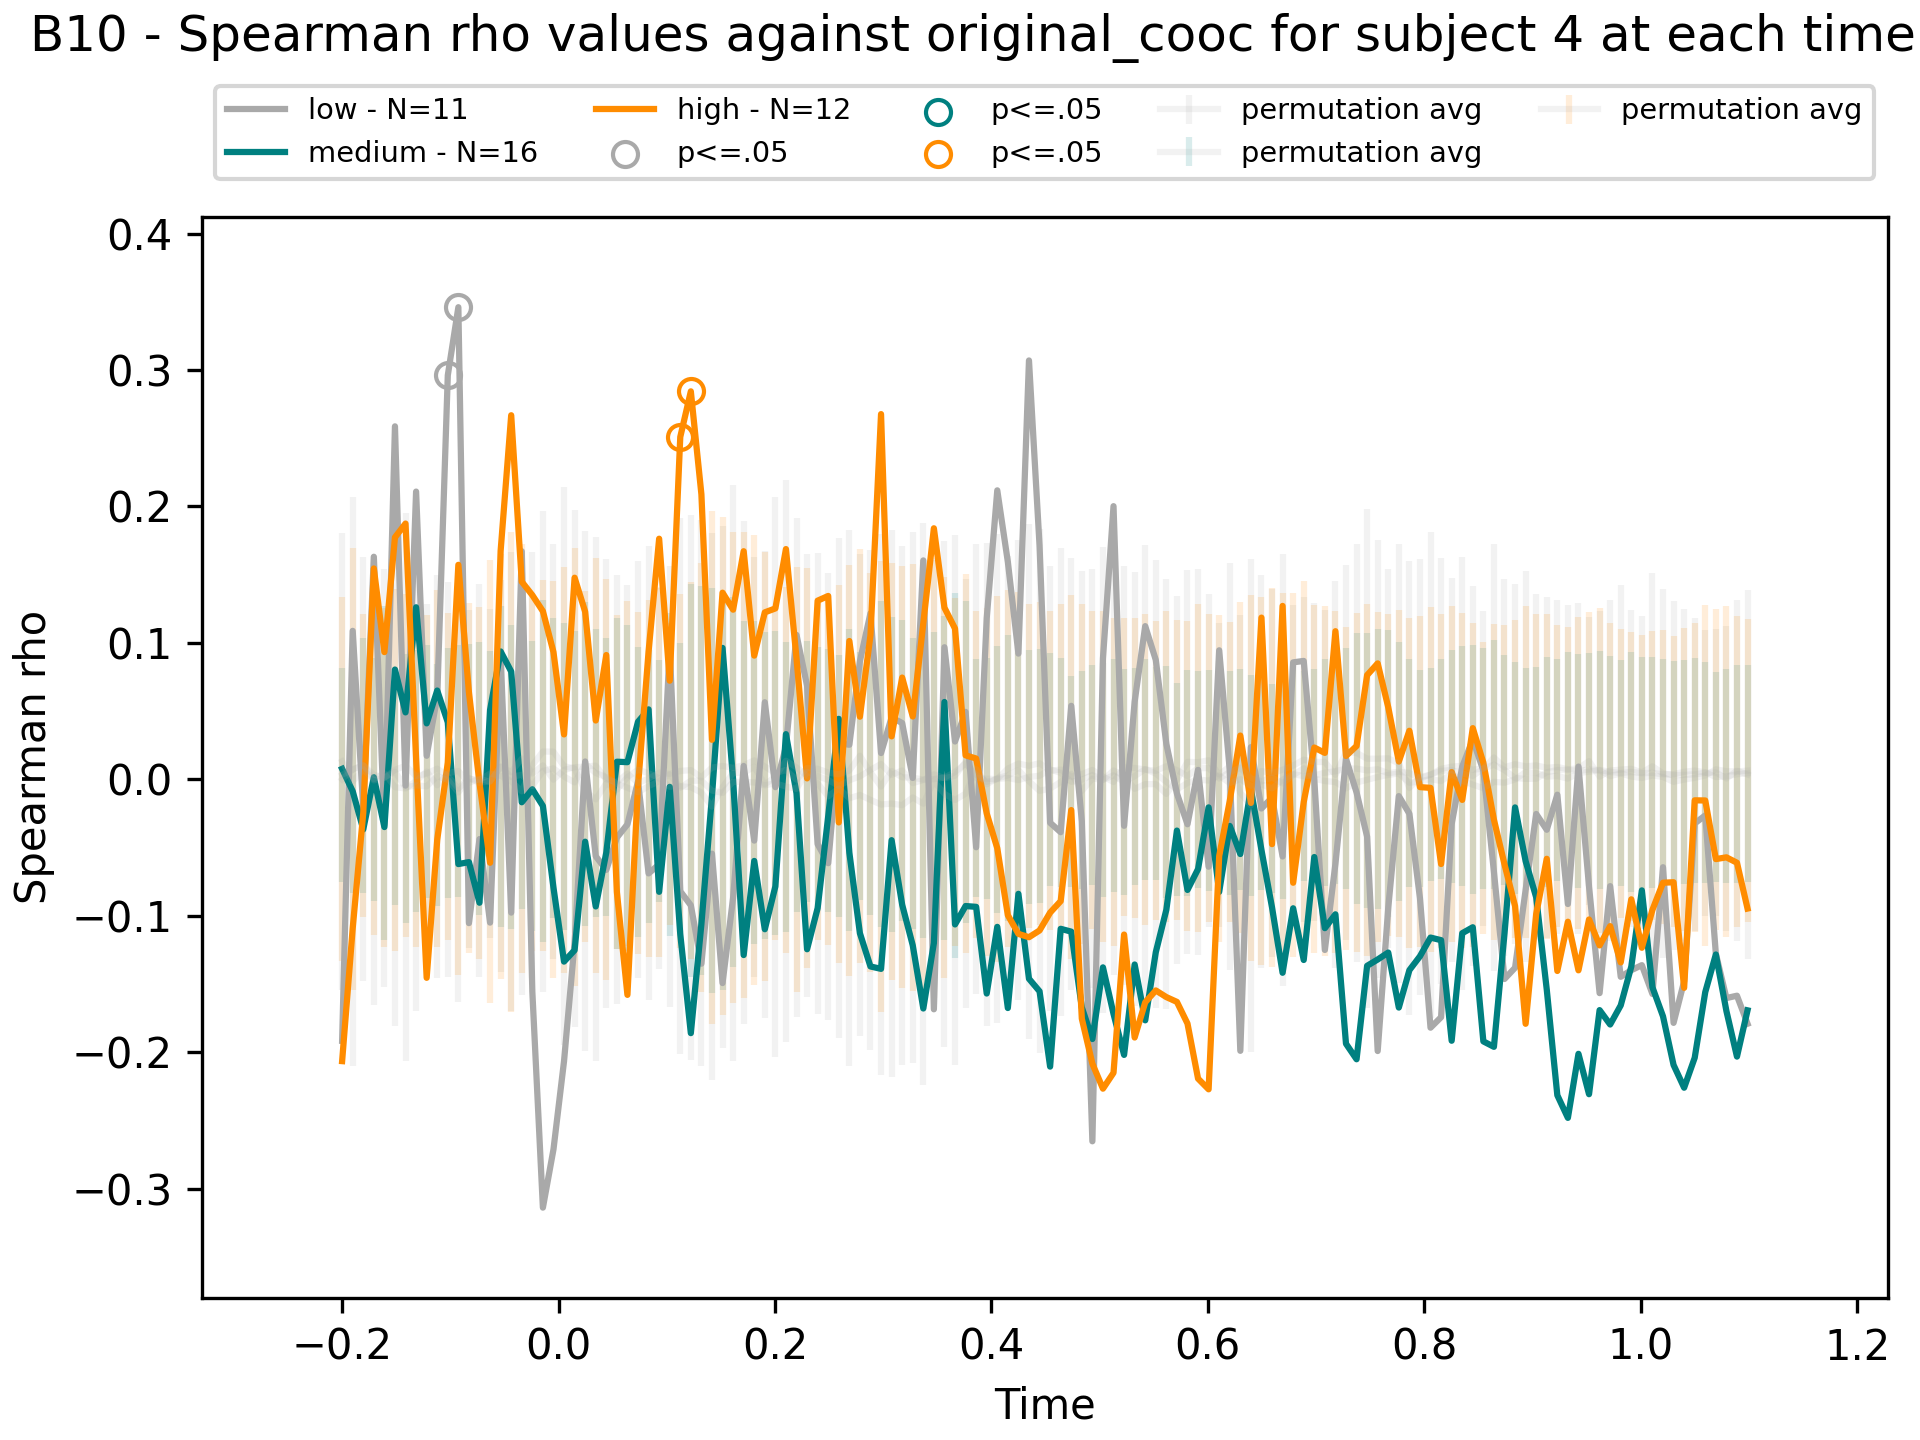 B10 - Spearman rho values against original_cooc for subject 4 at each time
low - N=11 high - N=12 p<=.05 permutation avg permutation avg
medium - N=16 p<=.05 p<=.05 permutation avg
0.4
0.3
0.2
0.1
0.0
−0.1
−0.2
−0.3
Spearman rho
−0.2 0.0 0.2 0.4 0.6 0.8 1.0 1.2
Time